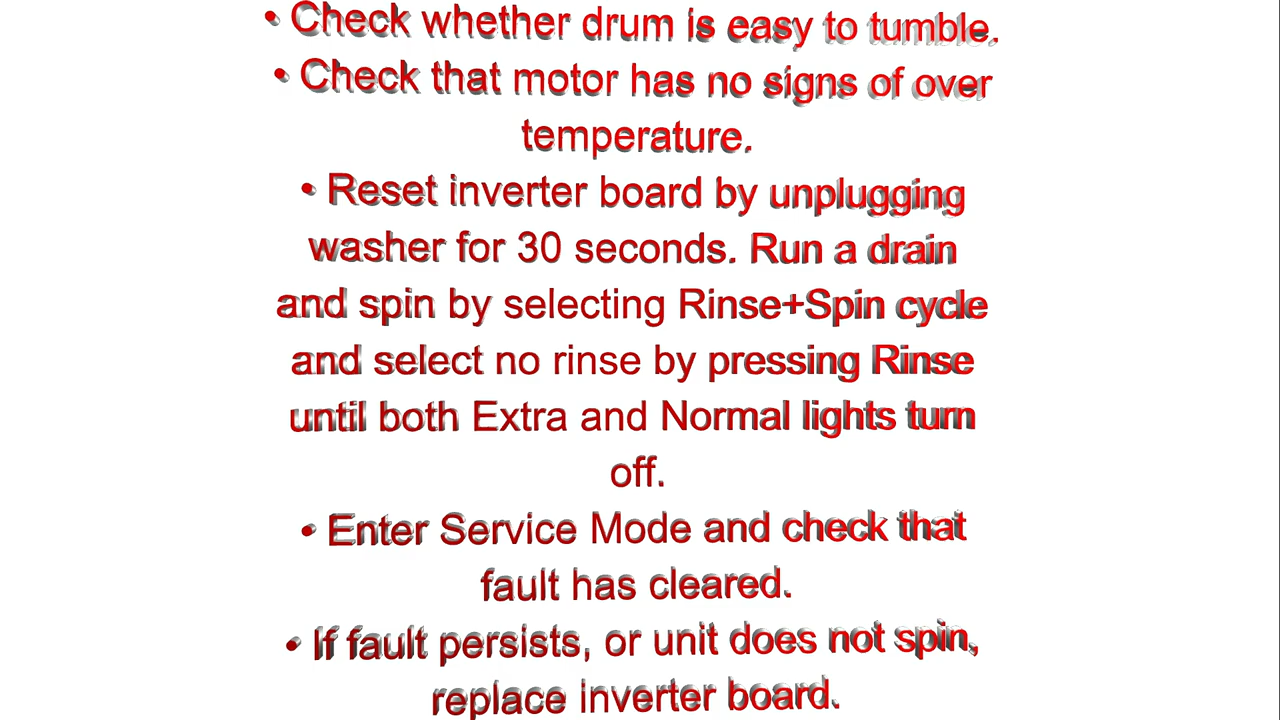 • Check whether drum is easy to tumble.
• Check that motor has no signs of over
temperature.
• Reset inverter board by unplugging
washer for 30 seconds. Run a drain
and spin by selecting Rinse+Spin cycle
and select no rinse by pressing Rinse
until both Extra and Normal lights turn
off.
• Enter Service Mode and check that
fault has cleared.
• If fault persists, or unit does not spin,
replace inverter board.